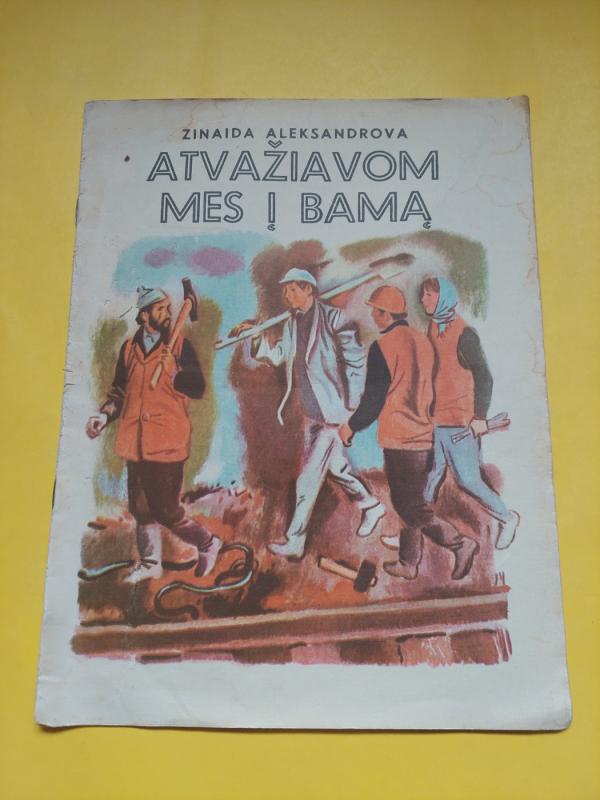 ZINAIDA ALEKSANDROVA
ATVAŽIAVOM
MES Į BAMĄ